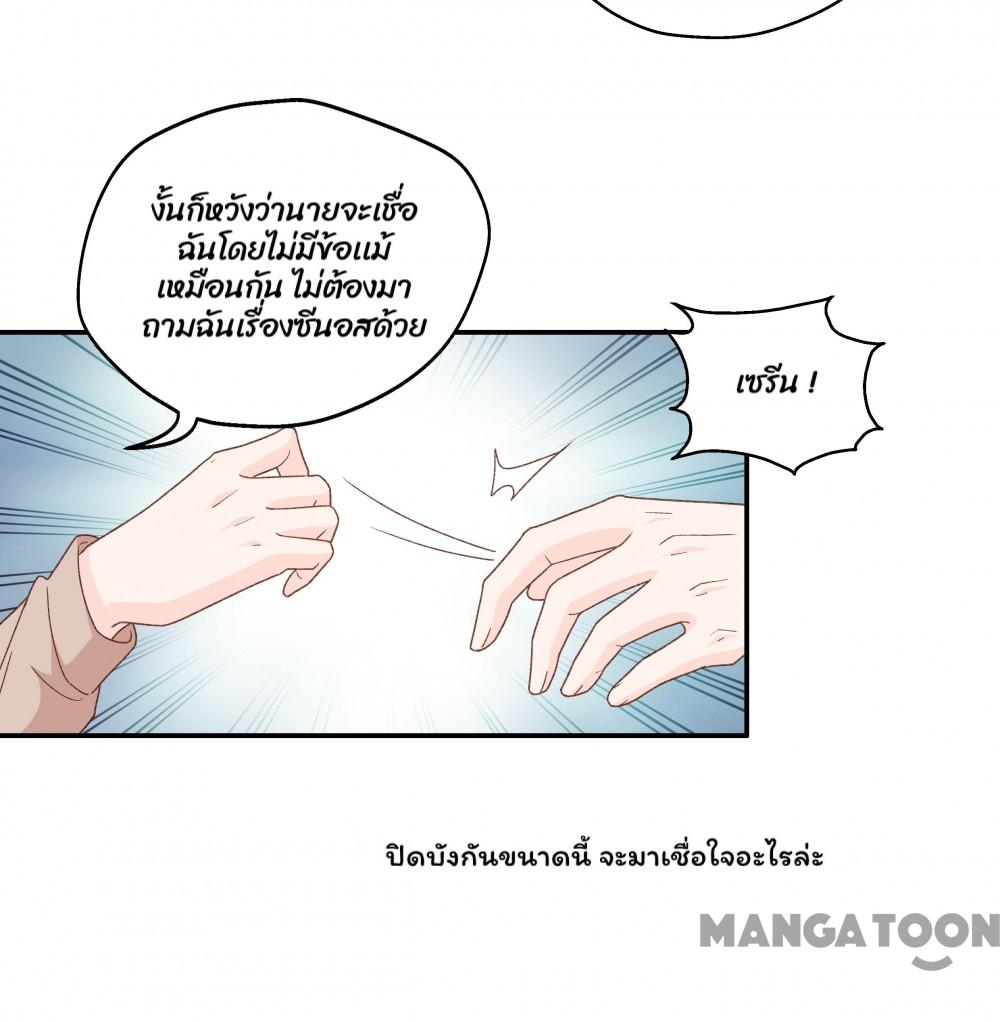 งั้นก็หวังว่านายจะเชื่อ
ฉันโดยไม่มีข้อแม้
เหมือนกัน ไม่ต้องมา
ถามฉันเรื่องซีนอสด้วย
เซรีน !
ปิดบังกันขนาดนี้ จะมาเชื่อใจอะไรล่ะ
MANGATOON